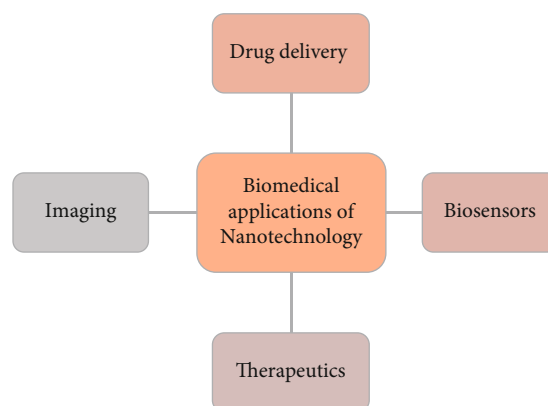 Drug delivery
Imaging
Biomedical
applications of
Nanotechnology
Biosensors
Therapeutics